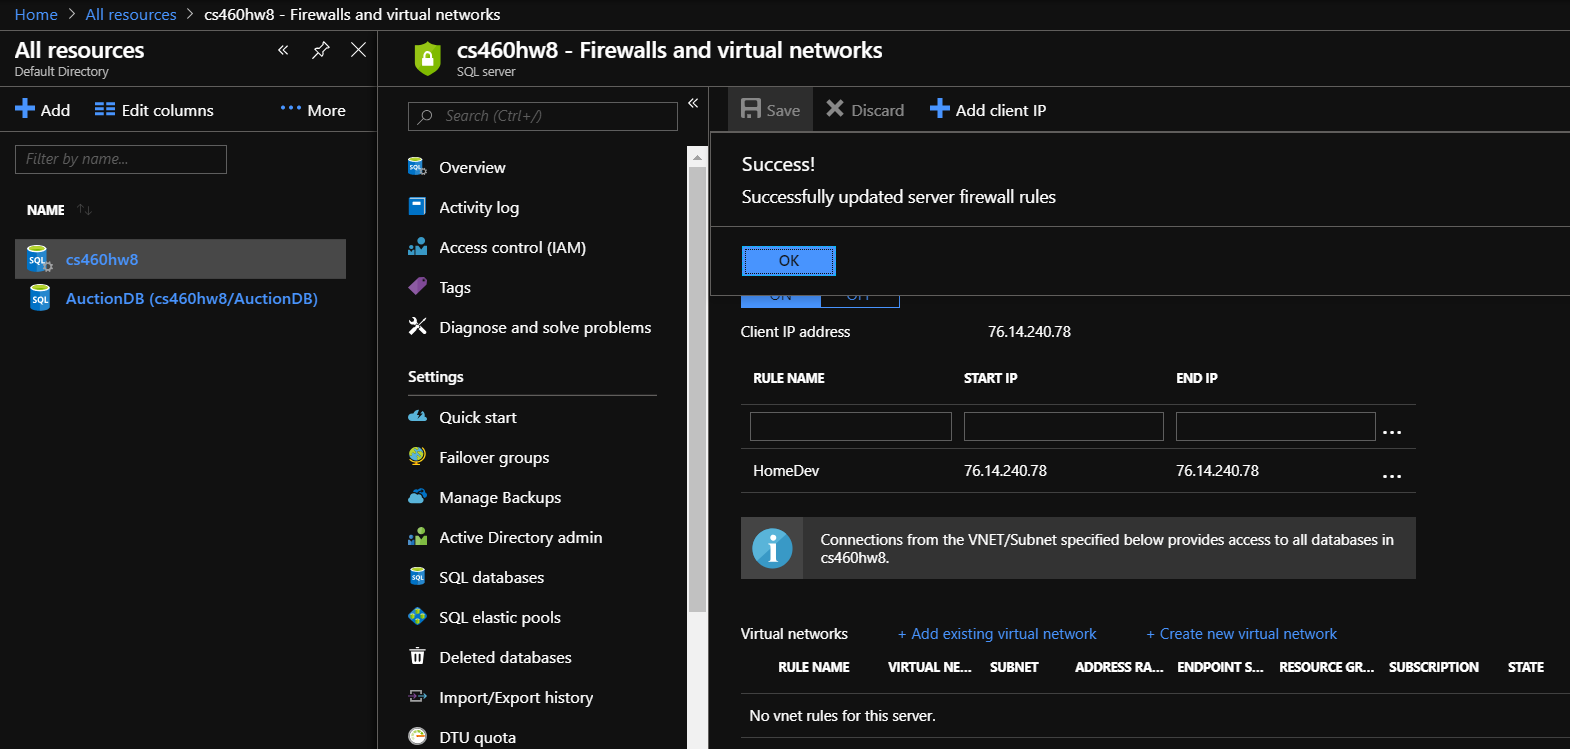 Home > All resources > cs460hw8 - Firewalls and virtual networks
All resources
Default Directory
Add
Edit columns
More
Filter by name...
NAME
cs460hw8
AuctionDB (cs460hw8/AuctionDB)
cs460hw8 - Firewalls and virtual networks
SQL server
Search (Ctrl+/)
Overview
Activity log
Access control (IAM)
Tags
Diagnose and solve problems
Settings
Quick start
Failover groups
Manage Backups
Active Directory admin
SQL databases
SQL elastic pools
Deleted databases
Import/Export history
DTU quota
Save
Discard
Add client IP
Success!
Successfully updated server firewall rules
OK
ON OFF
Client IP address 76.14.240.78
RULE NAME START IP END IP
...
HomeDev 76.14.240.78 76.14.240.78 ...
Connections from the VNET/Subnet specified below provides access to all databases in
cs460hw8.
Virtual networks + Add existing virtual network + Create new virtual network
RULE NAME VIRTUAL NE... SUBNET ADDRESS RA... ENDPOINT S... RESOURCE GR... SUBSCRIPTION STATE
No vnet rules for this server.